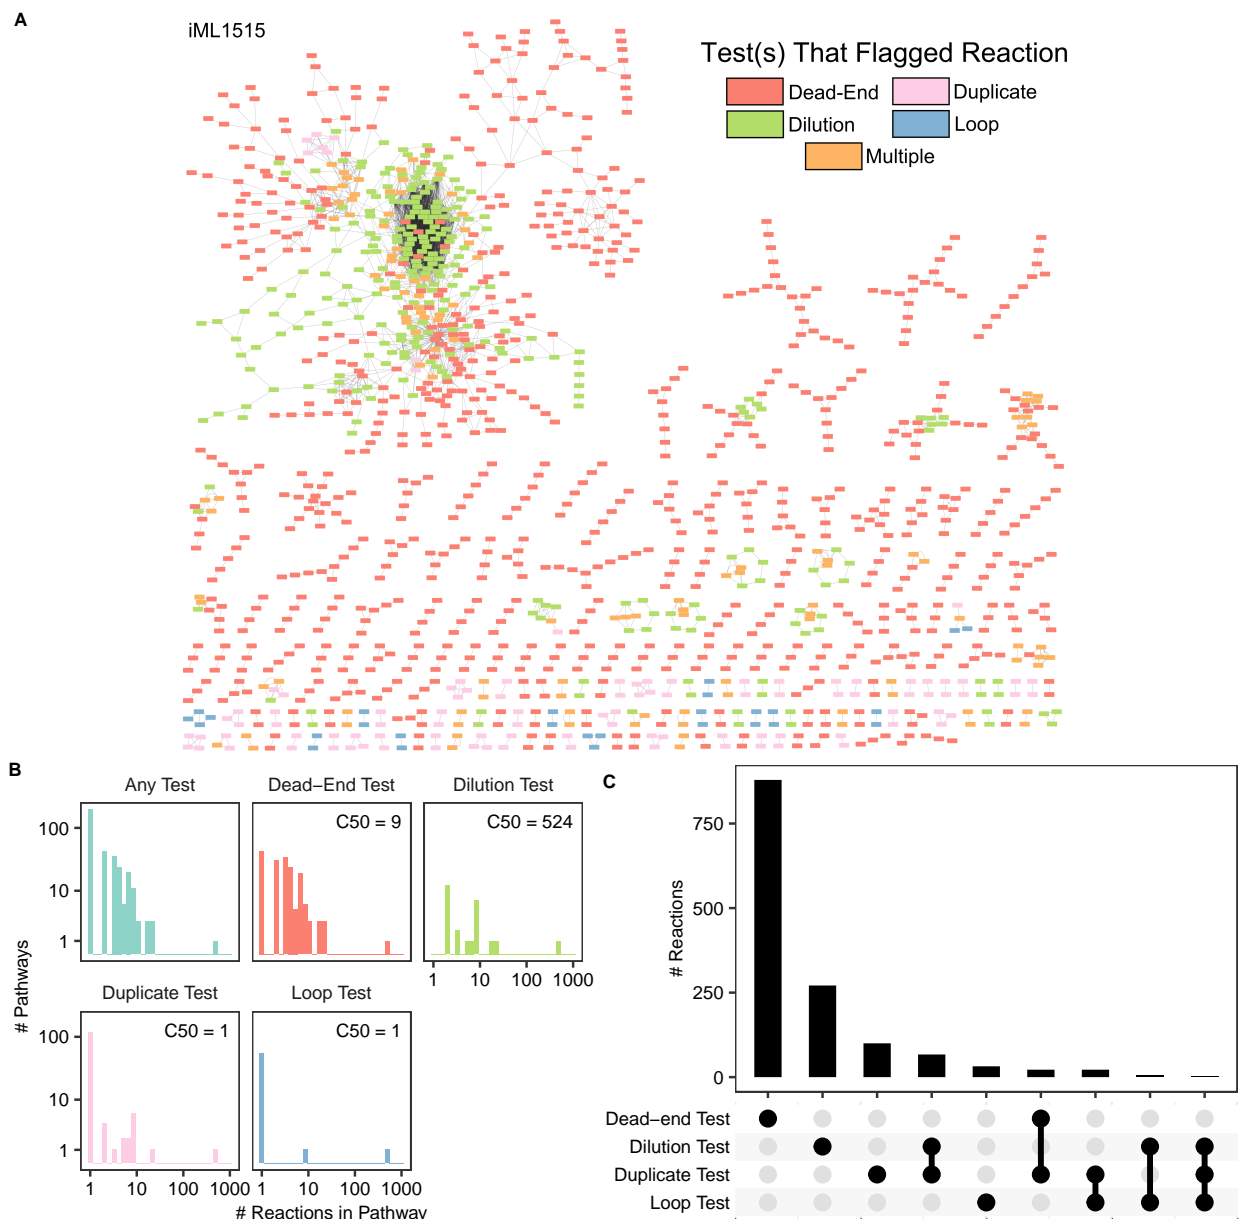 A
iML1515
Test(s) That Flagged Reaction
Dead-End
Duplicate
Dilution
Loop
Multiple
B
Any Test
Dead−End Test
Dilution Test
C50 = 9
C50 = 524
100
10
1
1
10
100
1000
Duplicate Test
Loop Test
C50 = 1
C50 = 1
100
10
1
1
10
100
1000
1
10
100
1000
# Pathways
# Reactions in Pathway
C
# Reactions
750
500
250
0
Dead−end Test
Dilution Test
Duplicate Test
Loop Test